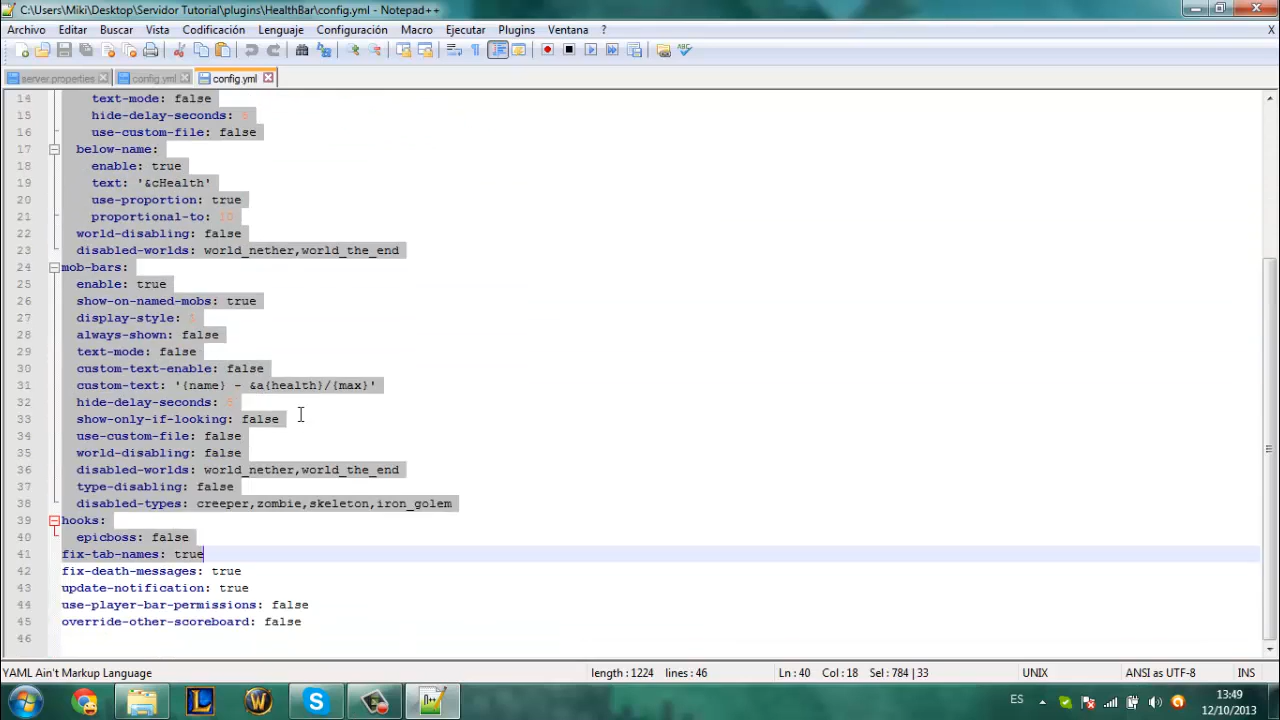 C:\Users\Miki\Desktop\Servidor Tutorial\plugins\HealthBar\config.yml - Notepad++
Archivo Editar Buscar Vista Codificación Lenguaje Configuración Macro Ejecutar Plugins Ventana ? X
server.properties config.yml config.yml
14 text-mode: false
15 hide-delay-seconds: 5
16 use-custom-file: false
17 below-name:
18 enable: true
19 text: '&cHealth'
20 use-proportion: true
21 proportional-to: 10
22 world-disabling: false
23 disabled-worlds: world_nether,world_the_end
24 mob-bars:
25 enable: true
26 show-on-named-mobs: true
27 display-style: 1
28 always-shown: false
29 text-mode: false
30 custom-text-enable: false
31 custom-text: '{name} - &a{health}/{max}'
32 hide-delay-seconds: 5
33 show-only-if-looking: false
34 use-custom-file: false
35 world-disabling: false
36 disabled-worlds: world_nether,world_the_end
37 type-disabling: false
38 disabled-types: creeper,zombie,skeleton,iron_golem
39 hooks:
40 epicboss: false
41 fix-tab-names: true
42 fix-death-messages: true
43 update-notification: true
44 use-player-bar-permissions: false
45 override-other-scoreboard: false
46
YAML Ain't Markup Language length : 1224 lines : 46 Ln : 40 Col : 18 Sel : 784 | 33 UNIX ANSI as UTF-8 INS
ES 13:49
12/10/2013